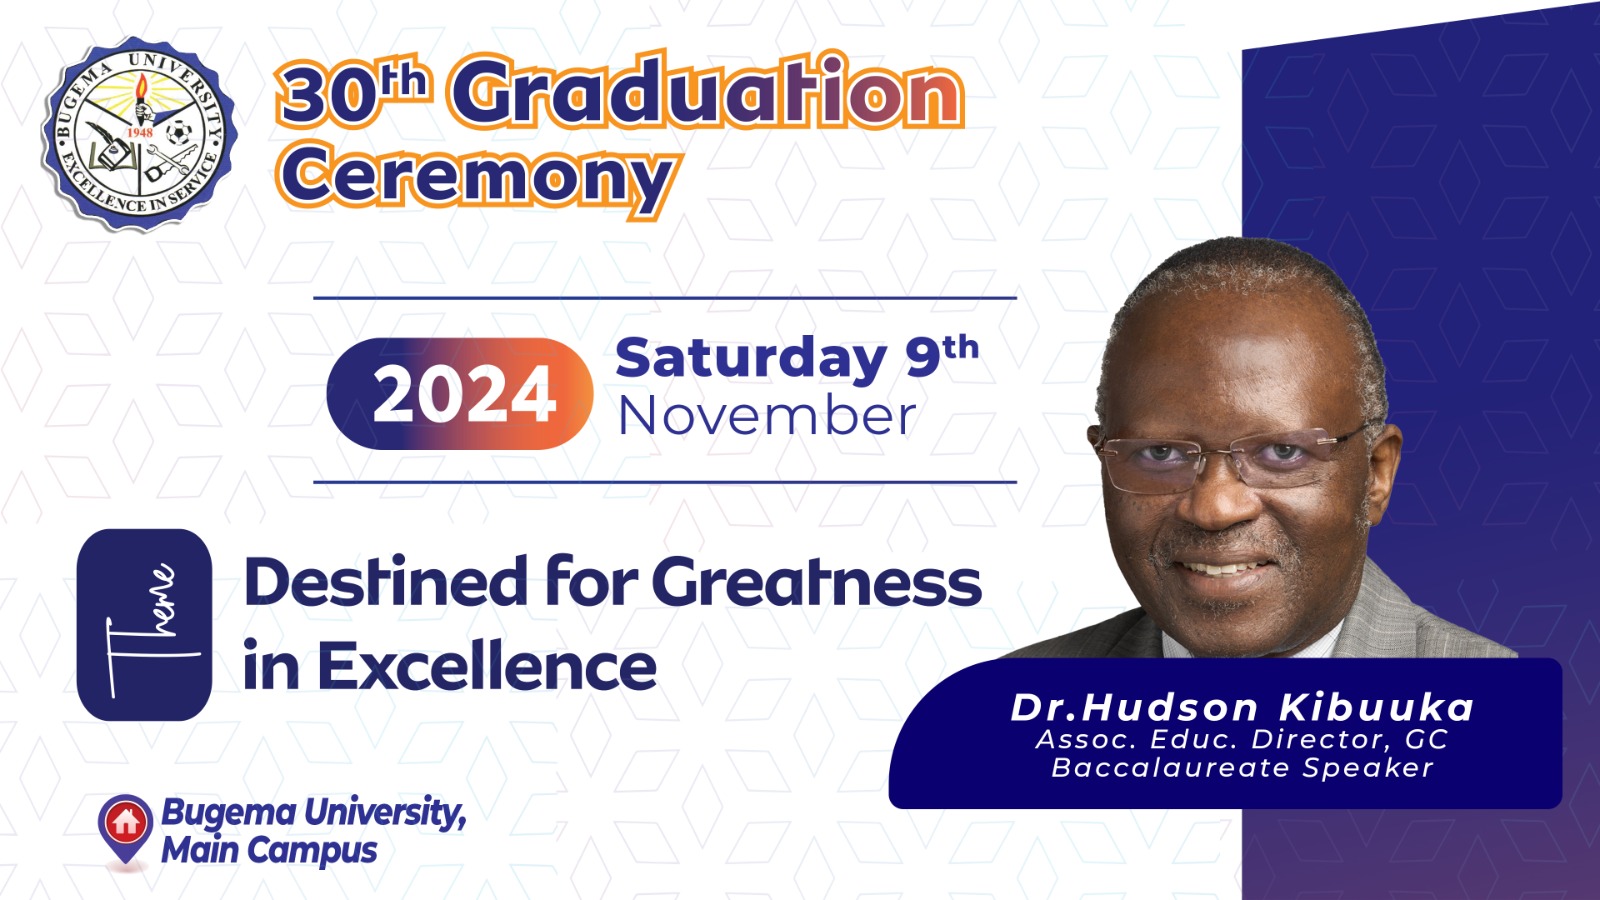 BUGEMA UNIVERSITY
1948
EXCELLENCE IN SERVICE
30th Graduation
Ceremony
2024
Saturday 9th
November
Theme
Destined for Greatness
in Excellence
Dr.Hudson Kibuuka
Assoc. Educ. Director, GC
Baccalaureate Speaker
Bugema University,
Main Campus